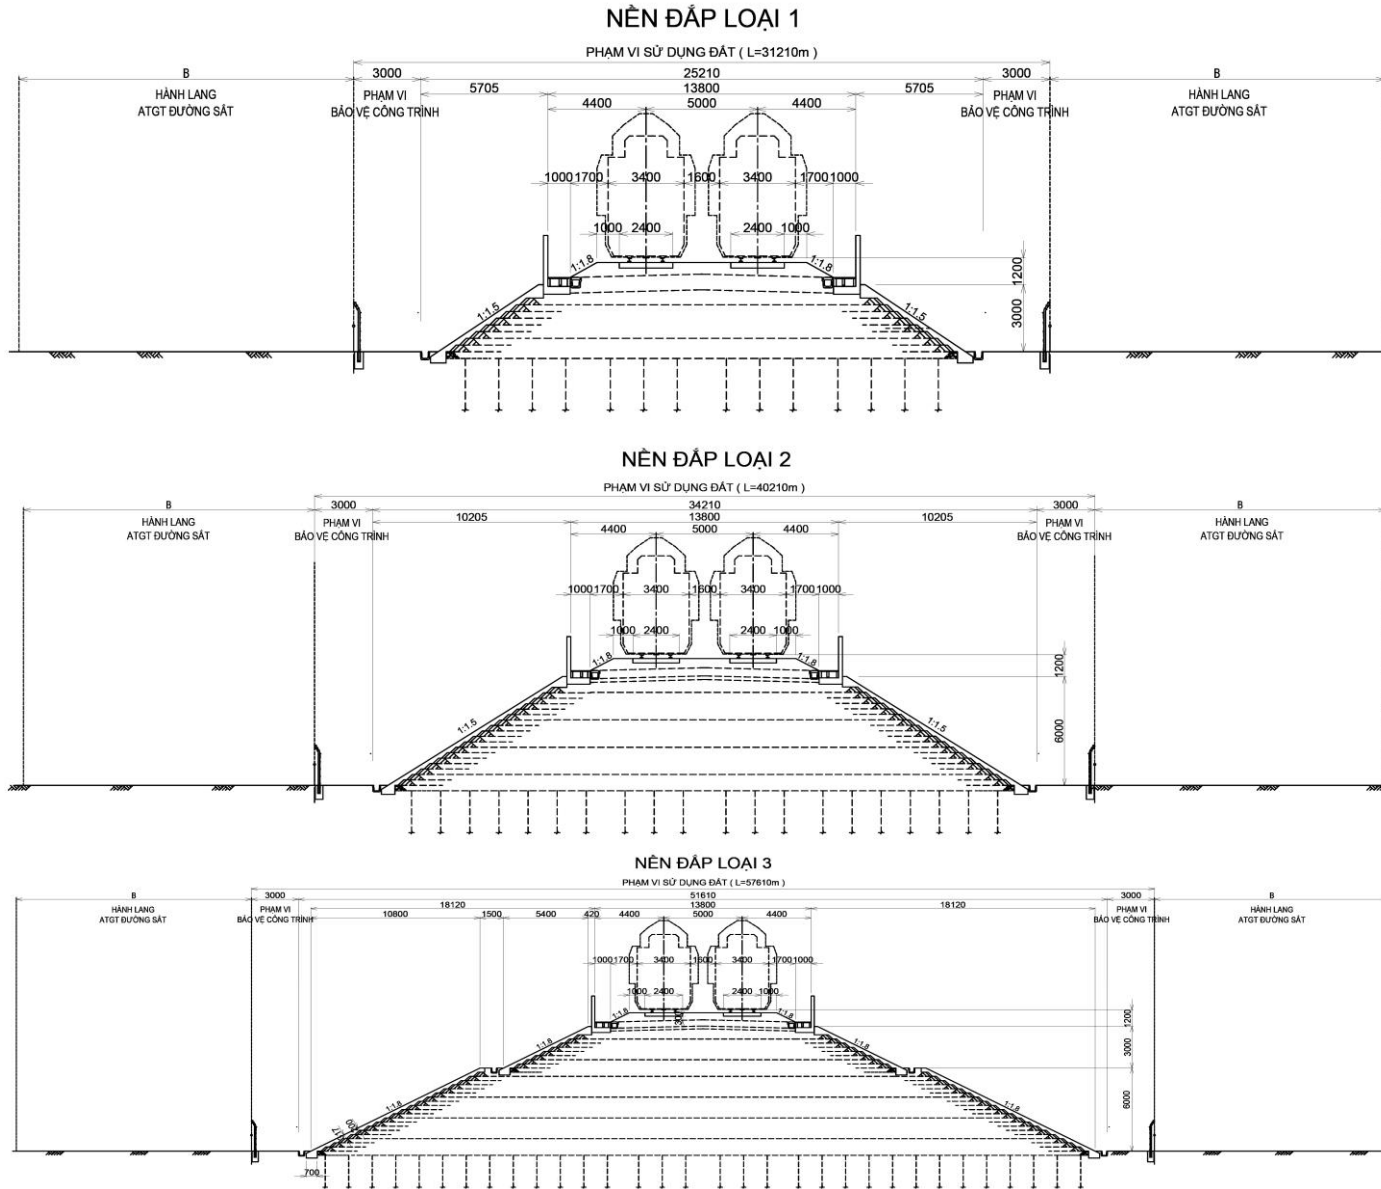 NỀN ĐẮP LOẠI 1
PHẠM VI SỬ DỤNG ĐẤT ( L=31210m )
B 3000 25210 3000 B
HÀNH LANG ATGT ĐƯỜNG SẮT
PHẠM VI BẢO VỆ CÔNG TRÌNH
5705 13800 5705
PHẠM VI BẢO VỆ CÔNG TRÌNH
HÀNH LANG ATGT ĐƯỜNG SẮT
4400 5000 4400
1000 1700 3400 1600 3400 1700 1000
1000 2400 2400 1000
1:1.8 1:1.8
1200
1:1.5 1:1.5
3000
NỀN ĐẮP LOẠI 2
PHẠM VI SỬ DỤNG ĐẤT ( L=40210m )
B 3000 34210 3000 B
HÀNH LANG ATGT ĐƯỜNG SẮT
PHẠM VI BẢO VỆ CÔNG TRÌNH
10205 13800 10205
PHẠM VI BẢO VỆ CÔNG TRÌNH
HÀNH LANG ATGT ĐƯỜNG SẮT
4400 5000 4400
1000 1700 3400 1600 3400 1700 1000
1000 2400 2400 1000
1:1.8 1:1.8
1200
1:1.5 1:1.5
6000
NỀN ĐẮP LOẠI 3
PHẠM VI SỬ DỤNG ĐẤT ( L=57610m )
B 3000 51610 3000 B
HÀNH LANG ATGT ĐƯỜNG SẮT
PHẠM VI BẢO VỆ CÔNG TRÌNH
18120 13800 18120
PHẠM VI BẢO VỆ CÔNG TRÌNH
HÀNH LANG ATGT ĐƯỜNG SẮT
10800 1500 5400 420 4400 5000 4400
1000 1700 3400 1600 3400 1700 1000
1000 2400 2400 1000
1:1.8 300 1:1.8
1200
1:1.8 1:1.8
3000
1:1.8 1:1.8
6000
700